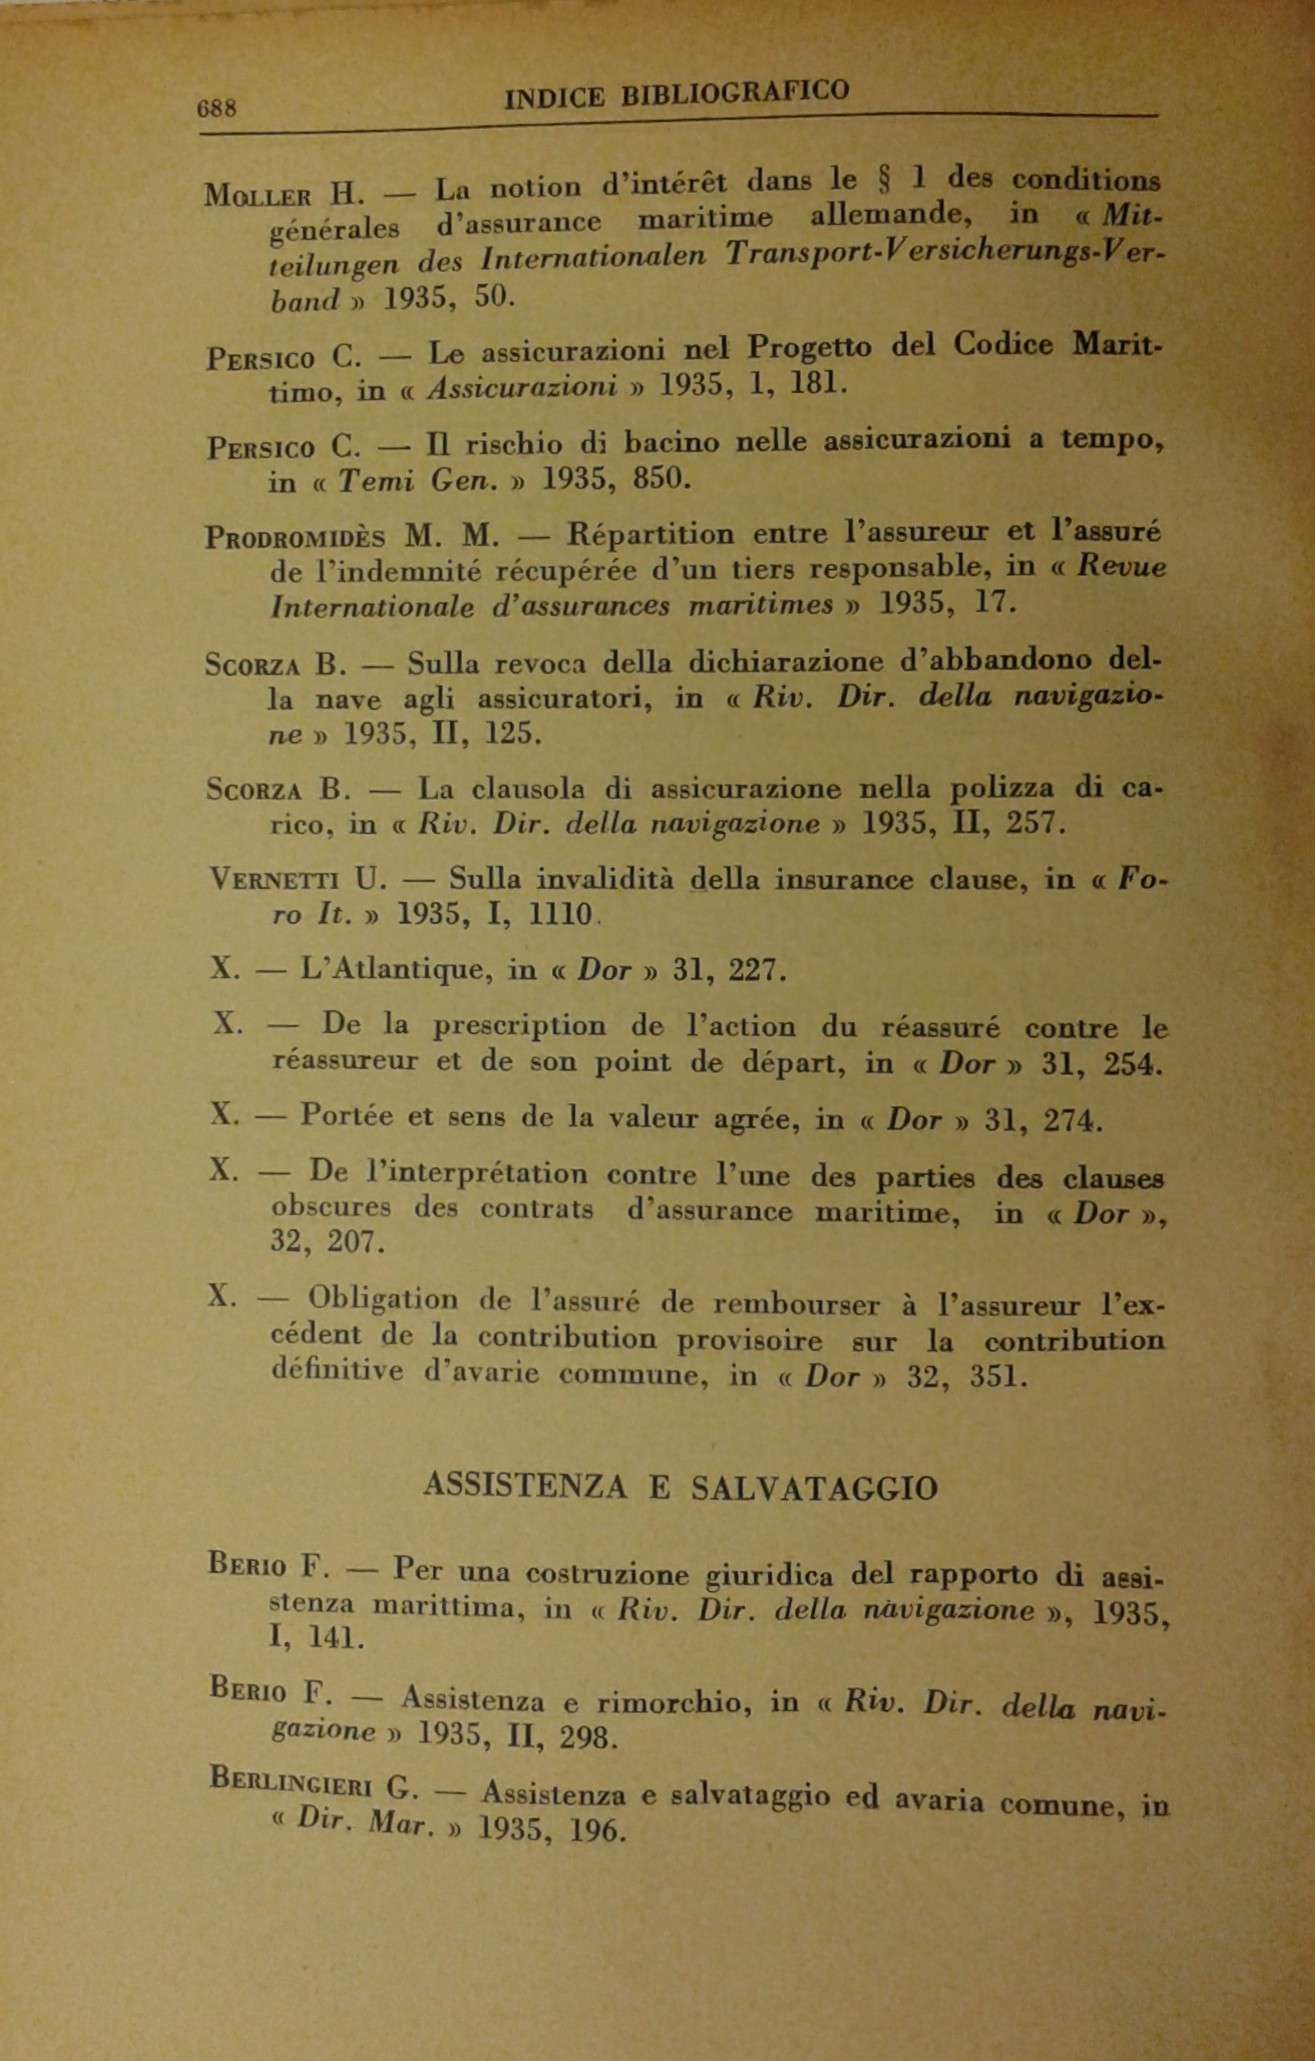 688
INDICE BIBLIOGRAFICO
MOLLER H. — La notion d'intérêt dans le § 1 des conditions
générales d'assurance maritime allemande, in « Mit-
teilungen des Internationalen Transport-Versicherungs-Ver-
band » 1935, 50.
PERSICO C. — Le assicurazioni nel Progetto del Codice Marit-
timo, in « Assicurazioni » 1935, 1, 181.
PERSICO C. — Il rischio di bacino nelle assicurazioni a tempo,
in « Temi Gen. » 1935, 850.
PRODROMIDÈS M. M. — Répartition entre l'assureur et l'assuré
de l'indemnité récupérée d'un tiers responsable, in « Revue
Internationale d'assurances maritimes » 1935, 17.
SCORZA B. — Sulla revoca della dichiarazione d'abbandono del-
la nave agli assicuratori, in « Riv. Dir. della navigazio-
ne » 1935, II, 125.
SCORZA B. — La clausola di assicurazione nella polizza di ca-
rico, in « Riv. Dir. della navigazione » 1935, II, 257.
VERNETTI U. — Sulla invalidità della insurance clause, in « Fo-
ro It. » 1935, I, 1110.
X. — L'Atlantique, in « Dor » 31, 227.
X. — De la prescription de l'action du réassuré contre le
réassureur et de son point de départ, in « Dor » 31, 254.
X. — Portée et sens de la valeur agrée, in « Dor » 31, 274.
X. — De l'interprétation contre l'une des parties des clauses
obscures des contrats d'assurance maritime, in « Dor »,
32, 207.
X. — Obligation de l'assuré de rembourser à l'assureur l'ex-
cédent de la contribution provisoire sur la contribution
définitive d'avarie commune, in « Dor » 32, 351.
ASSISTENZA E SALVATAGGIO
BERIO F. — Per una costruzione giuridica del rapporto di assi-
stenza marittima, in « Riv. Dir. della navigazione », 1935,
I, 141.
BERIO F. — Assistenza e rimorchio, in « Riv. Dir. della navi-
gazione » 1935, II, 298.
BERLINGIERI G. — Assistenza e salvataggio ed avaria comune, in
« Dir. Mar. » 1935, 196.